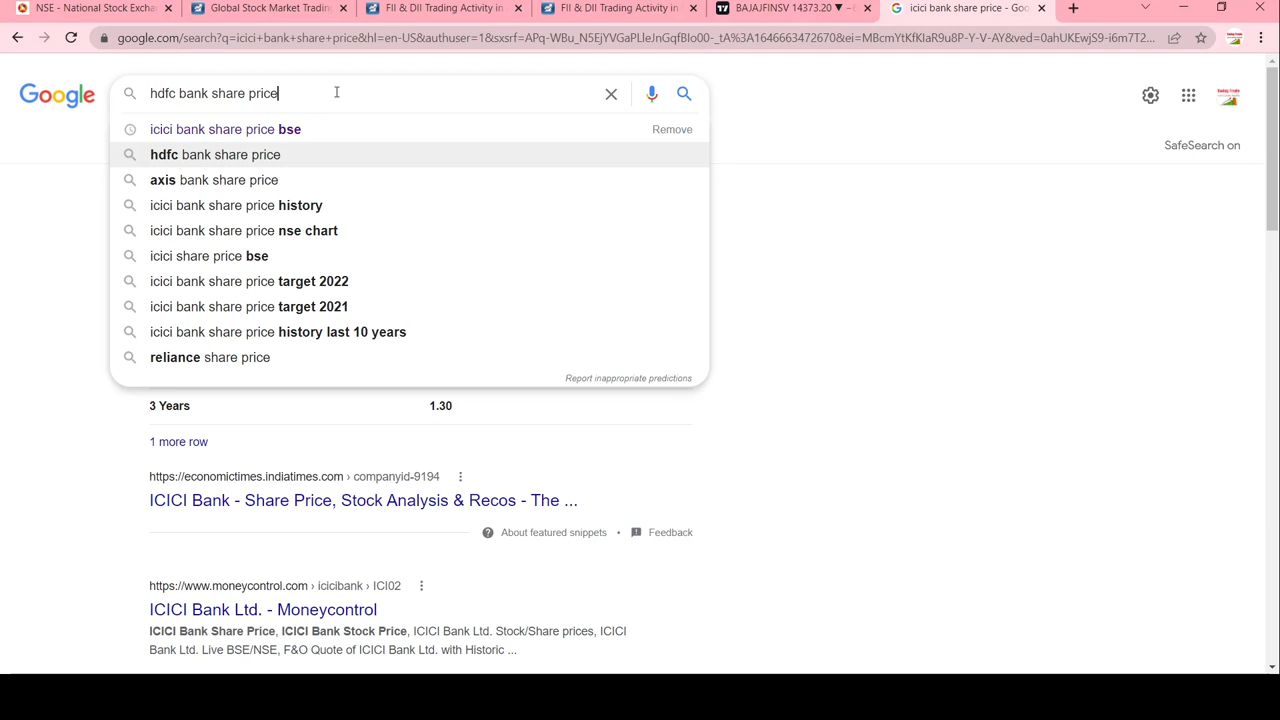 NSE - National Stock Excha
Global Stock Market Tradin
FII & DII Trading Activity in
FII & DII Trading Activity in
BAJAJFINSV 14373.20 ▼ −
icici bank share price - Goo
google.com/search?q=icici+bank+share+price&hl=en-US&authuser=1&sxsrf=APq-WBu_N5EjYVGaPLleJnGqfBIo00-_tA%3A1646663472670&ei=MBcmYtKfKIaR9u8P-Y-V-AY&ved=0ahUKEwjS9-i6m7T2...
Google
hdfc bank share price
icici bank share price bse
Remove
hdfc bank share price
axis bank share price
icici bank share price history
icici bank share price nse chart
icici share price bse
icici bank share price target 2022
icici bank share price target 2021
icici bank share price history last 10 years
reliance share price
Report inappropriate predictions
SafeSearch on
3 Years 1.30
1 more row
https://economictimes.indiatimes.com › companyid-9194
ICICI Bank - Share Price, Stock Analysis & Recos - The ...
About featured snippets • Feedback
https://www.moneycontrol.com › icicibank › ICI02
ICICI Bank Ltd. - Moneycontrol
ICICI Bank Share Price, ICICI Bank Stock Price, ICICI Bank Ltd. Stock/Share prices, ICICI
Bank Ltd. Live BSE/NSE, F&O Quote of ICICI Bank Ltd. with Historic ...